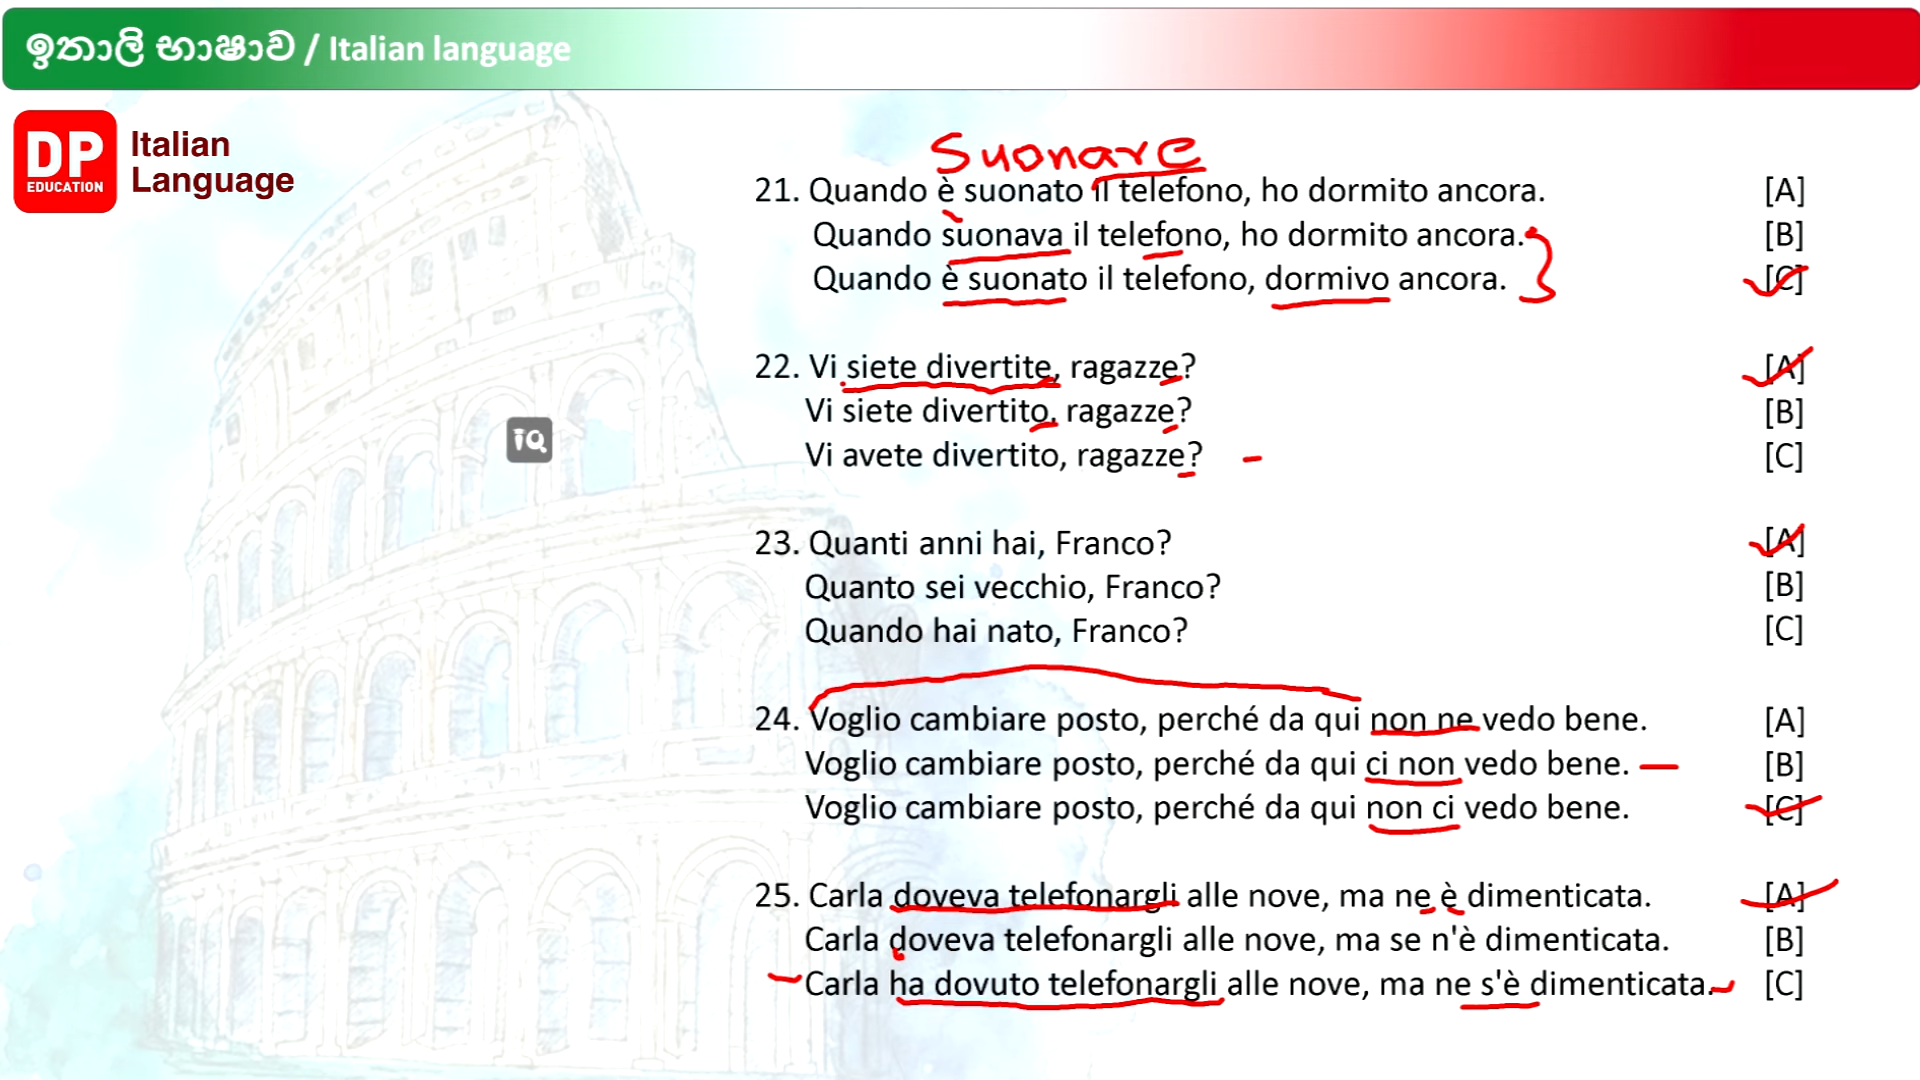 ඉතාලි භාෂාව / Italian language
DP
EDUCATION
Italian
Language
Suonare
21. Quando è suonato il telefono, ho dormito ancora. [A]
Quando suonava il telefono, ho dormito ancora. [B]
Quando è suonato il telefono, dormivo ancora. [C]
22. Vi siete divertite, ragazze? [A]
Vi siete divertito, ragazze? [B]
Vi avete divertito, ragazze? [C]
iQ
23. Quanti anni hai, Franco? [A]
Quanto sei vecchio, Franco? [B]
Quando hai nato, Franco? [C]
24. Voglio cambiare posto, perché da qui non ne vedo bene. [A]
Voglio cambiare posto, perché da qui ci non vedo bene. [B]
Voglio cambiare posto, perché da qui non ci vedo bene. [C]
25. Carla doveva telefonargli alle nove, ma ne è dimenticata. [A]
Carla doveva telefonargli alle nove, ma se n'è dimenticata. [B]
Carla ha dovuto telefonargli alle nove, ma ne s'è dimenticata. [C]